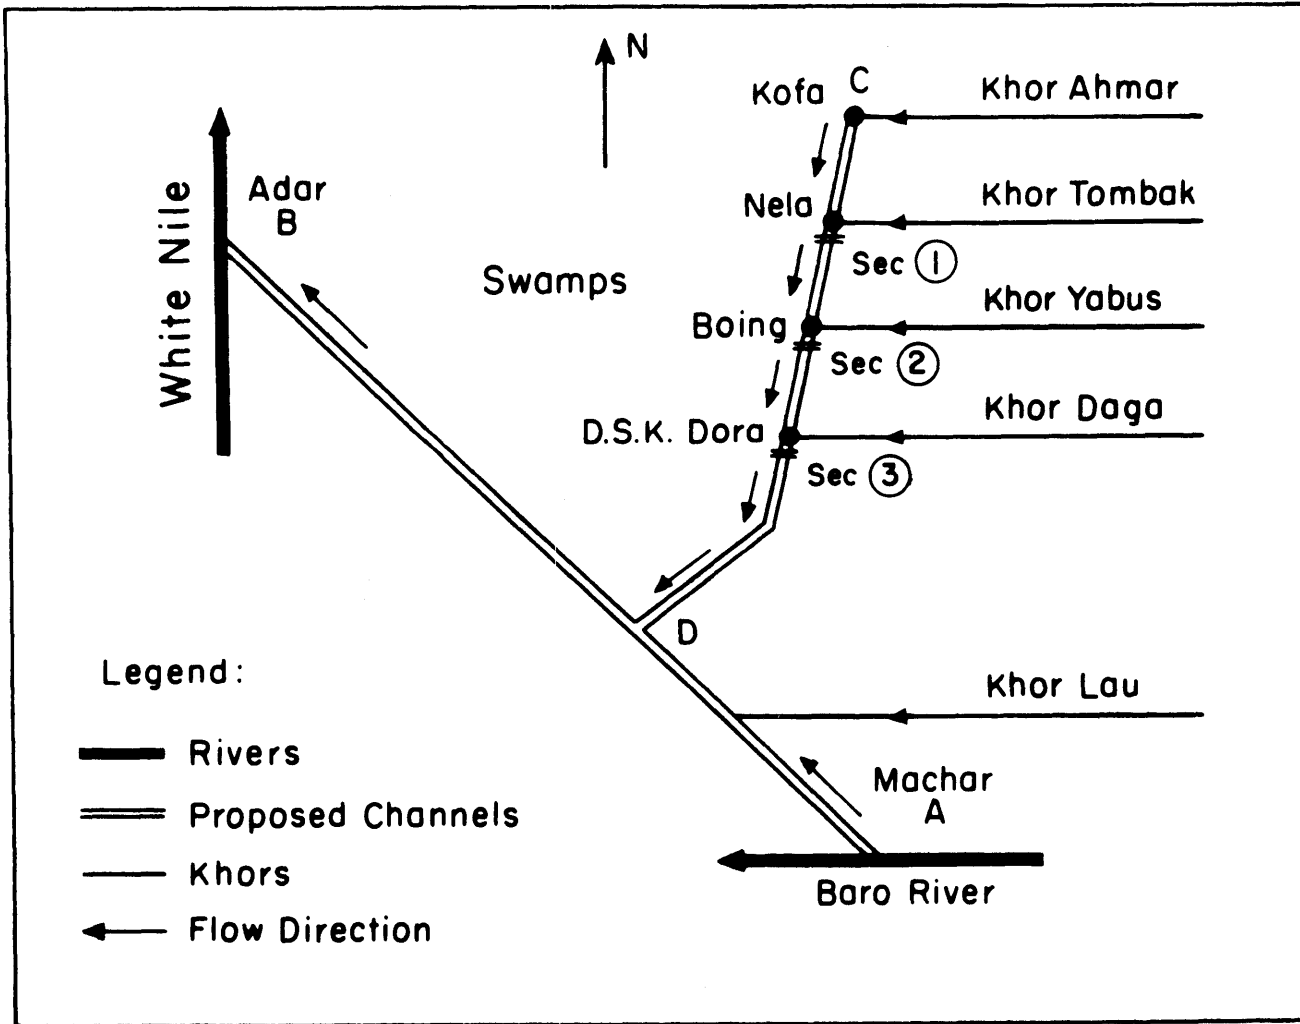 N
Kofa
C
Khor Ahmar
White Nile
Adar
B
Nela
Khor Tombak
Sec 1
Swamps
Khor Yabus
Boing
Sec 2
Khor Daga
D.S.K. Dora
Sec 3
D
Legend:
Khor Lau
Rivers
Machar
A
Proposed Channels
Khors
Baro River
Flow Direction